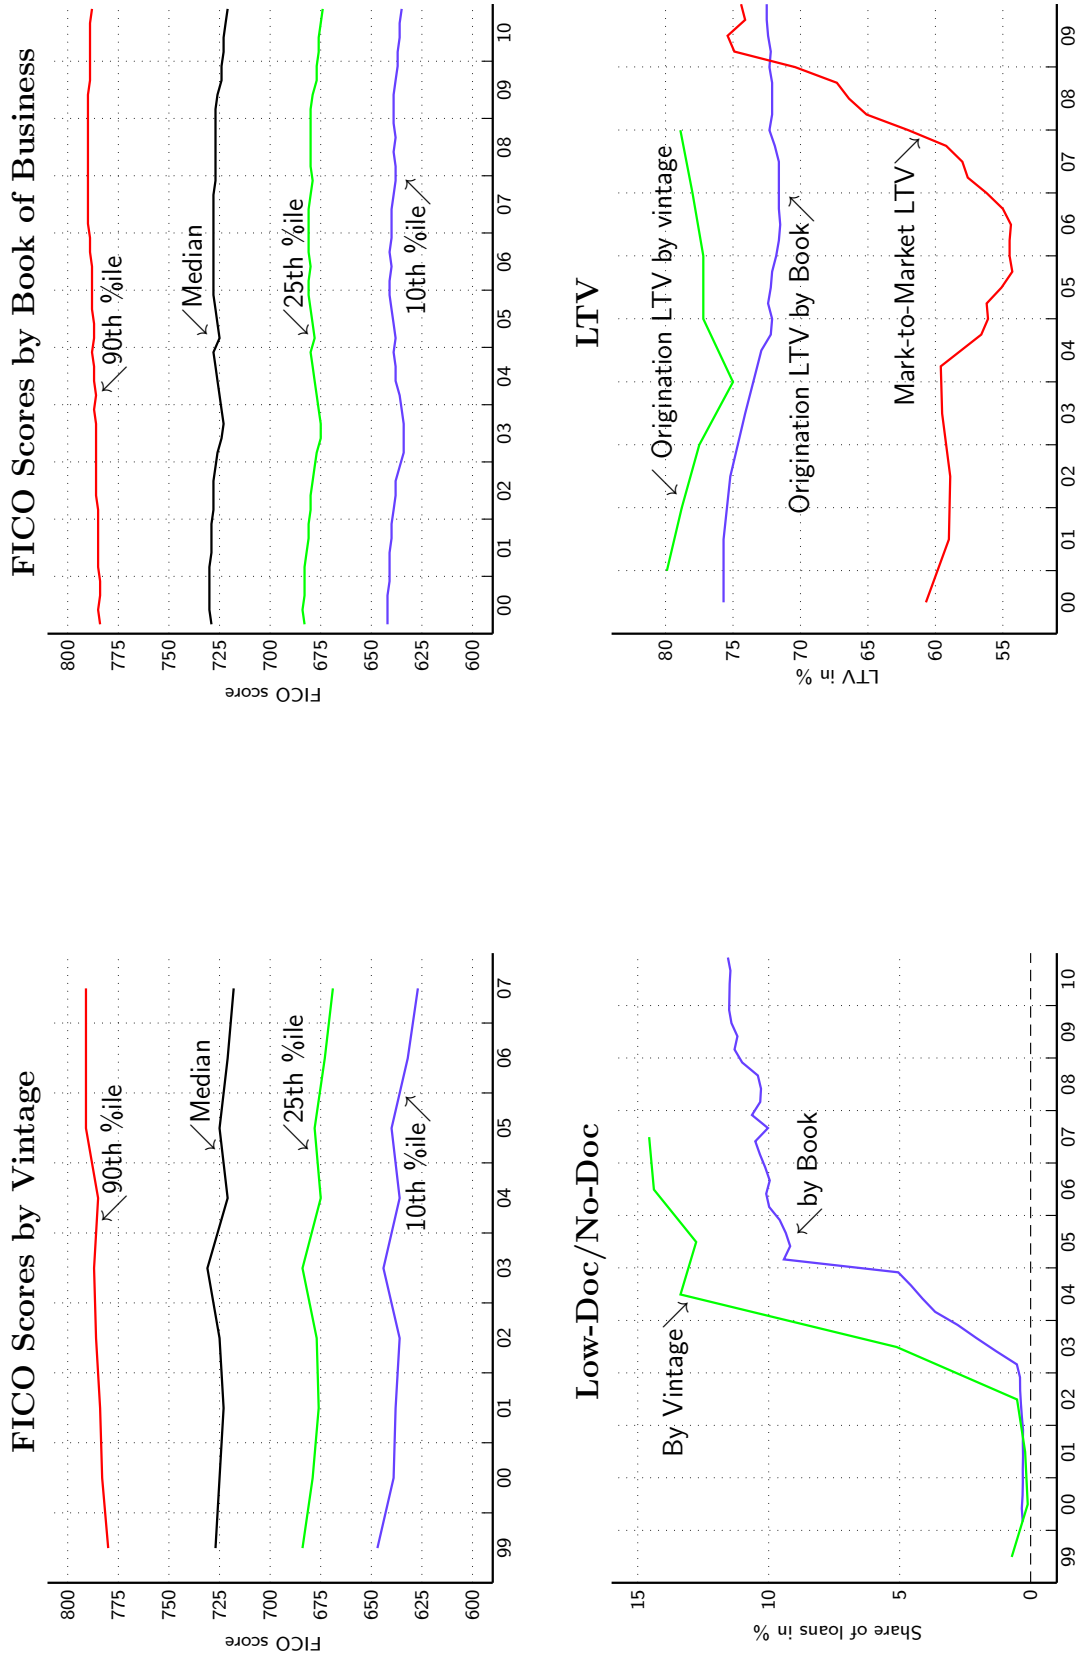 FICO Scores by Vintage
FICO score
800
775
750
725
700
675
650
625
600
90th %ile
Median
25th %ile
10th %ile
99 00 01 02 03 04 05 06 07
FICO Scores by Book of Business
FICO score
800
775
750
725
700
675
650
625
600
90th %ile
Median
25th %ile
10th %ile
00 01 02 03 04 05 06 07 08 09 10
Low-Doc/No-Doc
Share of loans in %
15
10
5
0
By Vintage
by Book
99 00 01 02 03 04 05 06 07 08 09 10
LTV
LTV in %
80
75
70
65
60
55
Origination LTV by vintage
Origination LTV by Book
Mark-to-Market LTV
00 01 02 03 04 05 06 07 08 09